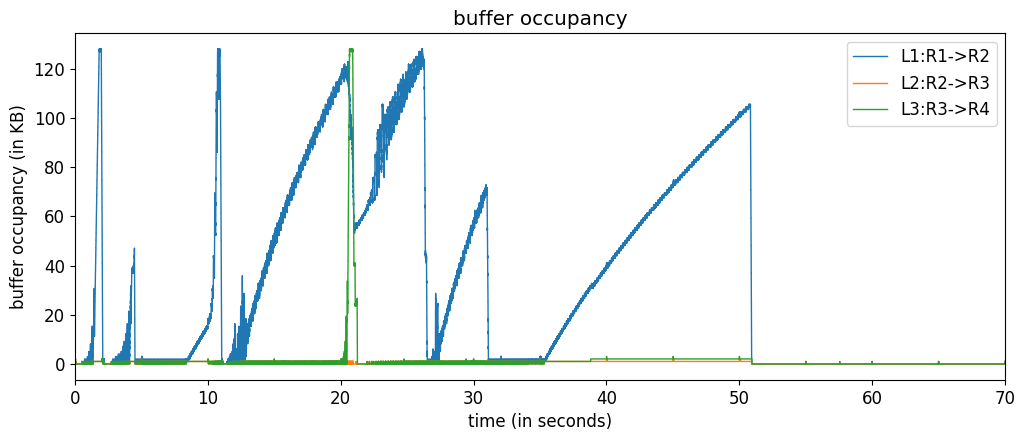 buffer occupancy
buffer occupancy (in KB)
120
100
80
60
40
20
0
L1:R1->R2
L2:R2->R3
L3:R3->R4
0 10 20 30 40 50 60 70
time (in seconds)